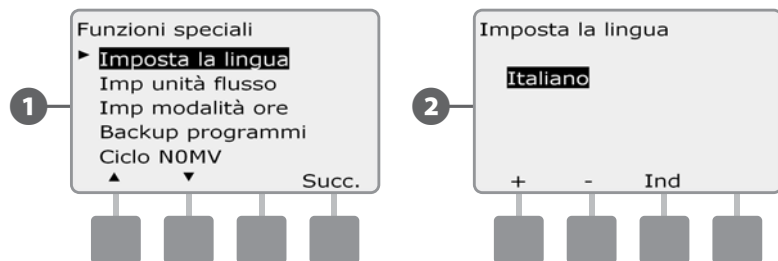 Funzioni speciali
► Imposta la lingua
Imp unità flusso
Imp modalità ore
Backup programmi
Ciclo N0MV
▲ ▼ Succ.
1
Imposta la lingua
Italiano
+ - Ind
2